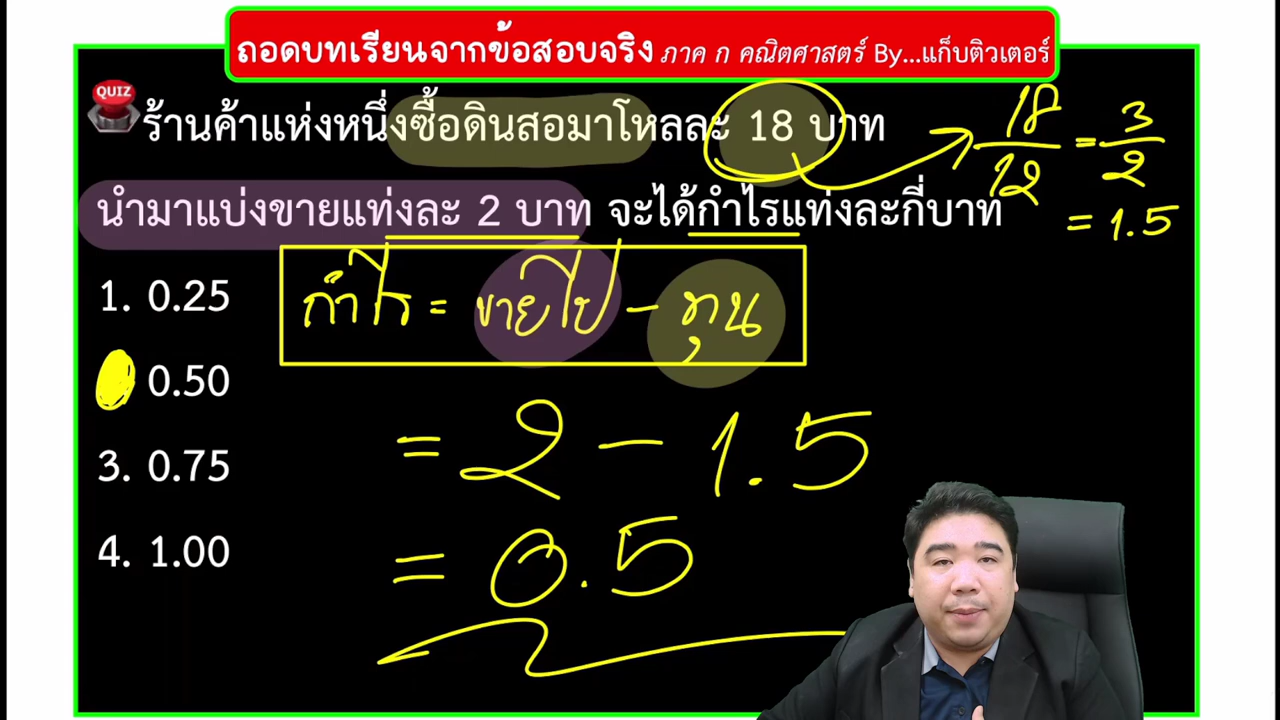 ถอดบทเรียนจากข้อสอบจริง ภาค ก คณิตศาสตร์ By...แก็บติวเตอร์
QUIZ
ร้านค้าแห่งหนึ่งซื้อดินสอมาโหลละ 18 บาท
18/12 = 3/2
นำมาแบ่งขายแท่งละ 2 บาท จะได้กำไรแท่งละกี่บาท
= 1.5
1. 0.25
กำไร = ขายไป - ทุน
0.50
= 2 - 1.5
3. 0.75
4. 1.00
= 0.5